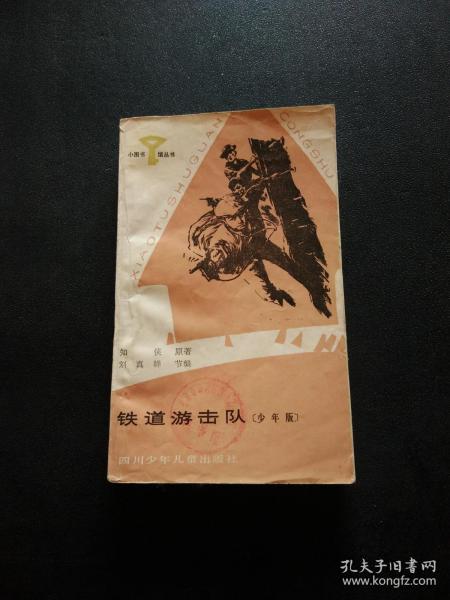 小图书馆丛书
XIAOTUSHUGUAN CONGSHU
知侠 原著
刘真骅 节编
铁道游击队〔少年版〕
四川少年儿童出版社
孔夫子旧书网
www.kongfz.com